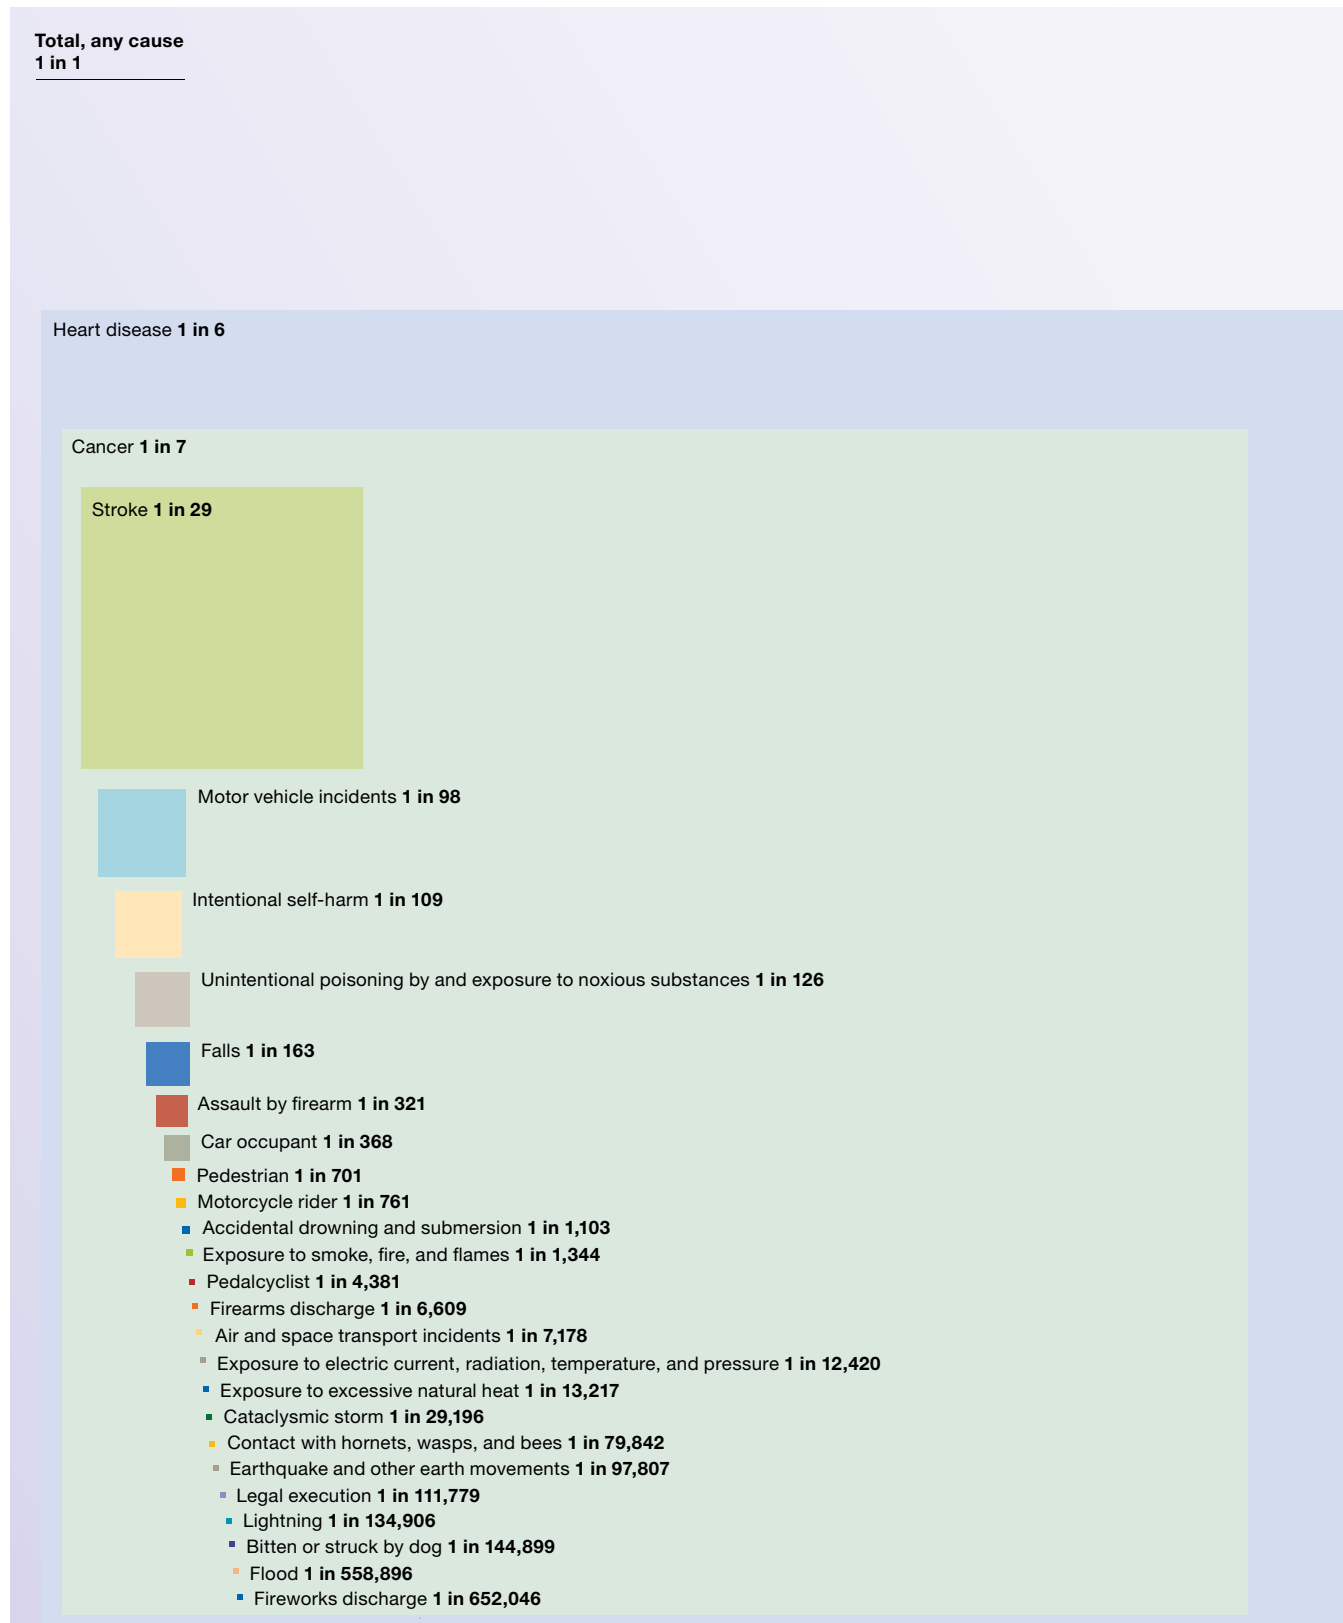 Total, any cause
1 in 1
Heart disease 1 in 6
Cancer 1 in 7
Stroke 1 in 29
Motor vehicle incidents 1 in 98
Intentional self-harm 1 in 109
Unintentional poisoning by and exposure to noxious substances 1 in 126
Falls 1 in 163
Assault by firearm 1 in 321
Car occupant 1 in 368
Pedestrian 1 in 701
Motorcycle rider 1 in 761
Accidental drowning and submersion 1 in 1,103
Exposure to smoke, fire, and flames 1 in 1,344
Pedalcyclist 1 in 4,381
Firearms discharge 1 in 6,609
Air and space transport incidents 1 in 7,178
Exposure to electric current, radiation, temperature, and pressure 1 in 12,420
Exposure to excessive natural heat 1 in 13,217
Cataclysmic storm 1 in 29,196
Contact with hornets, wasps, and bees 1 in 79,842
Earthquake and other earth movements 1 in 97,807
Legal execution 1 in 111,779
Lightning 1 in 134,906
Bitten or struck by dog 1 in 144,899
Flood 1 in 558,896
Fireworks discharge 1 in 652,046